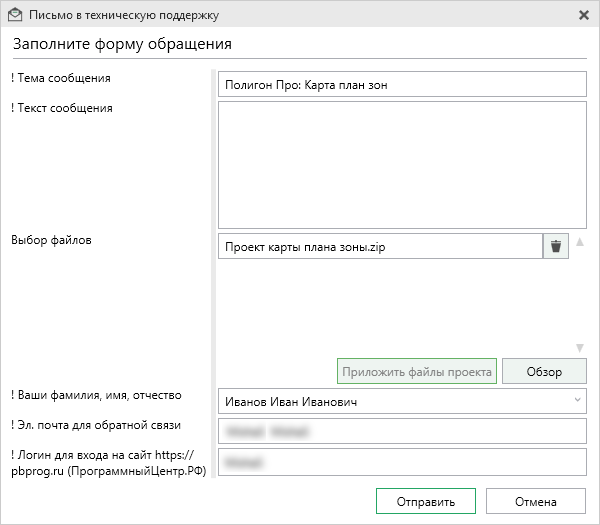 Письмо в техническую поддержку
Заполните форму обращения
! Тема сообщения
Полигон Про: Карта план зон
! Текст сообщения
Выбор файлов
Проект карты плана зоны.zip
Приложить файлы проекта
Обзор
! Ваши фамилия, имя, отчество
Иванов Иван Иванович
! Эл. почта для обратной связи
! Логин для входа на сайт https://
pbprog.ru (ПрограммныйЦентр.РФ)
Отправить
Отмена